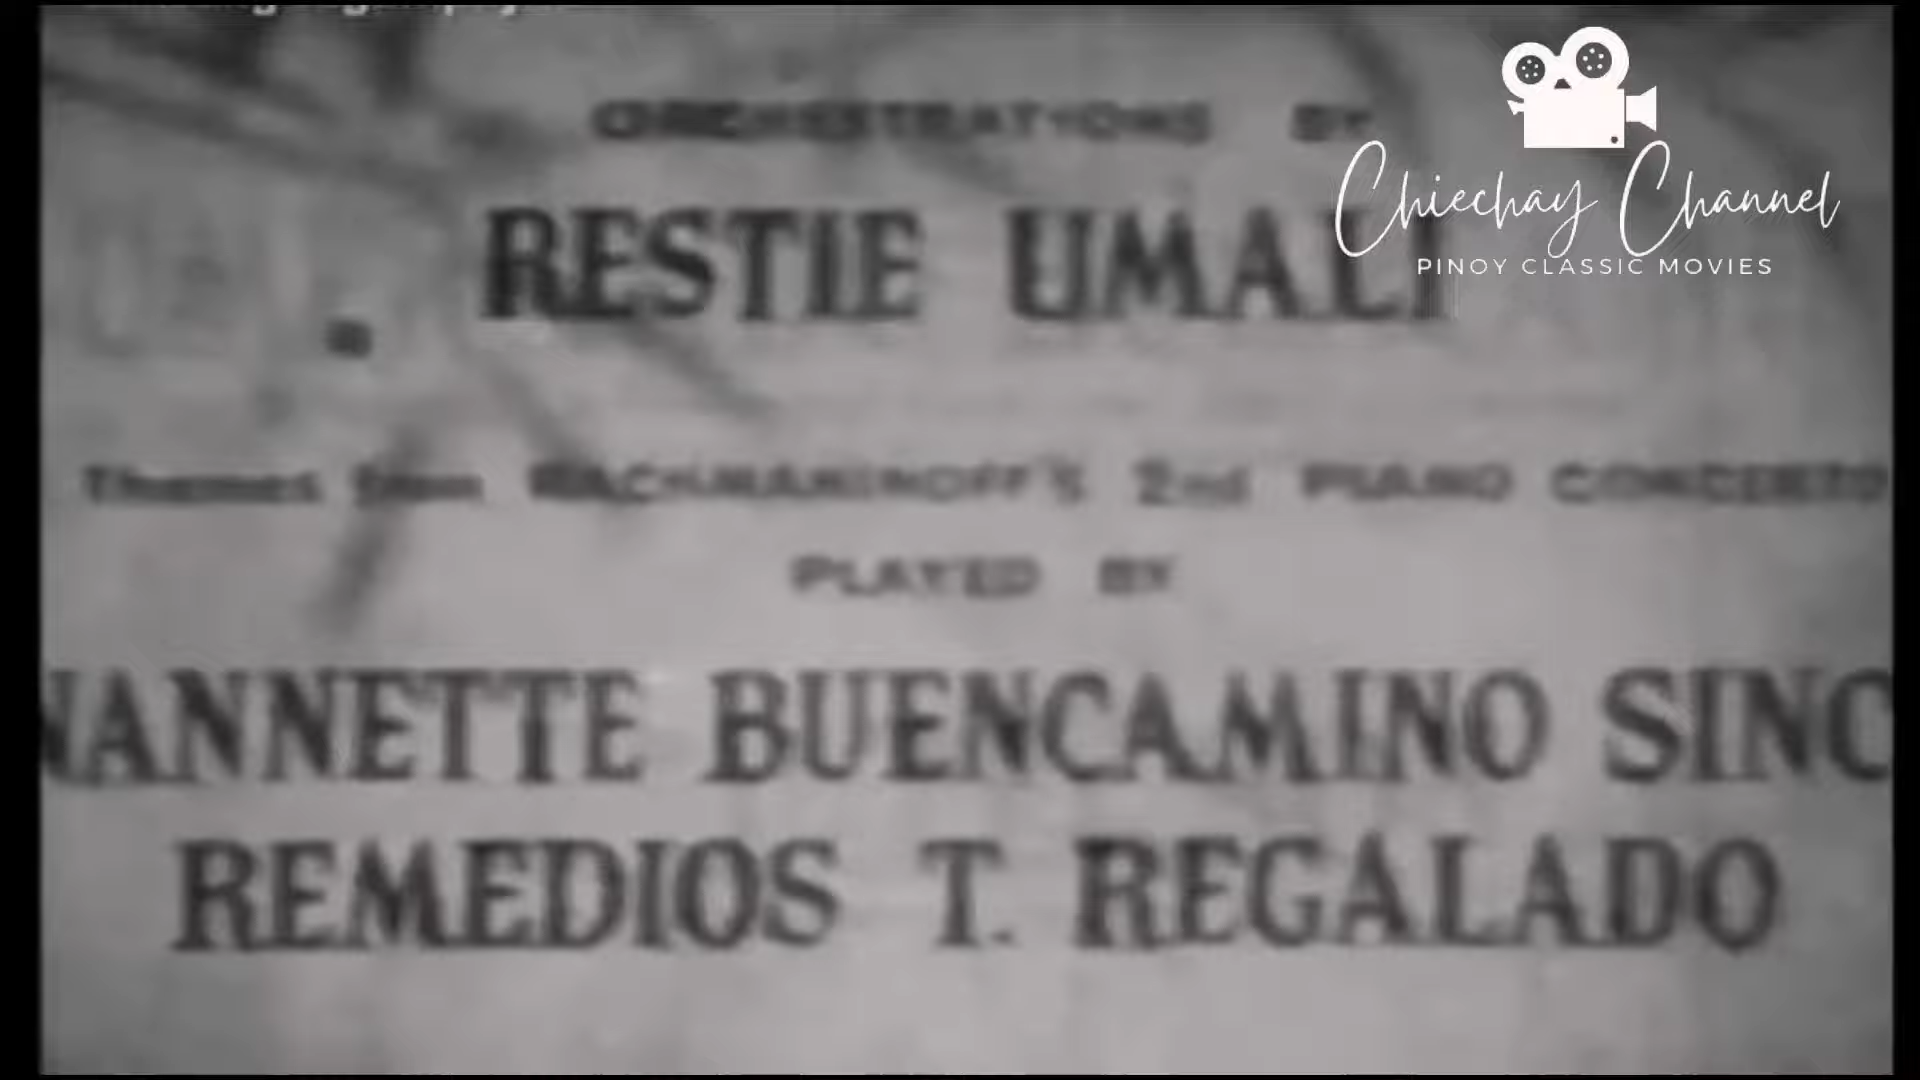 ORCHESTRATIONS BY
RESTIE UMALI
Themes from RACHMANINOFF'S 2nd PIANO CONCERTO
PLAYED BY
NANNETTE BUENCAMINO SINC
REMEDIOS T. REGALADO
Chiechay Channel
PINOY CLASSIC MOVIES